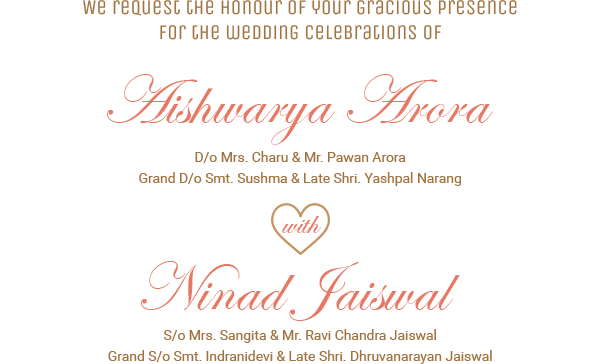 We request the honour of your gracious presence
for the wedding celebrations of
Aishwarya Arora
D/o Mrs. Charu & Mr. Pawan Arora
Grand D/o Smt. Sushma & Late Shri. Yashpal Narang
with
Ninad Jaiswal
S/o Mrs. Sangita & Mr. Ravi Chandra Jaiswal
Grand S/o Smt. Indranidevi & Late Shri. Dhruvanarayan Jaiswal